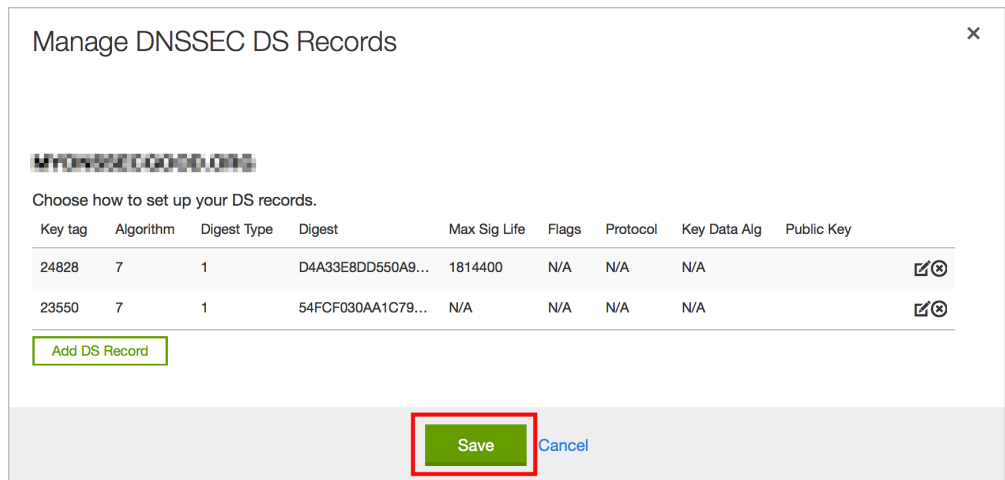 Manage DNSSEC DS Records
Choose how to set up your DS records.
Key tag Algorithm Digest Type Digest Max Sig Life Flags Protocol Key Data Alg Public Key
24828 7 1 D4A33E8DD550A9... 1814400 N/A N/A N/A
23550 7 1 54FCF030AA1C79... N/A N/A N/A N/A
Add DS Record
Save Cancel